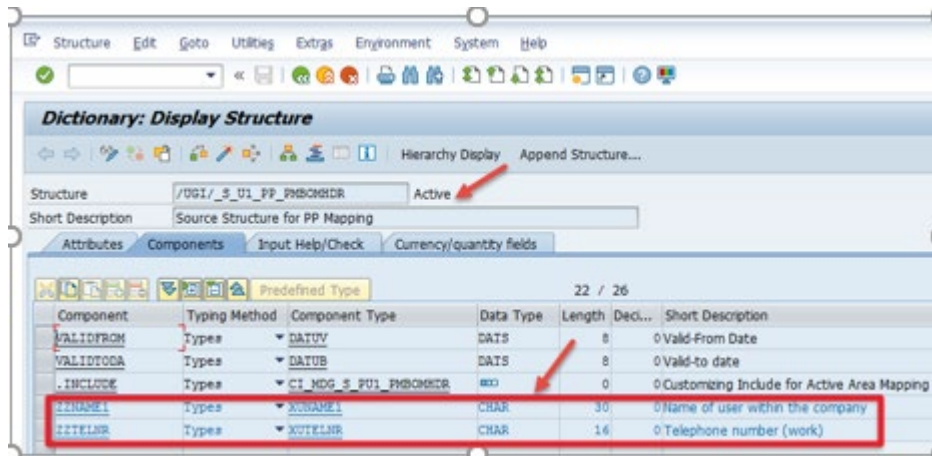 Structure Edit Goto Utilities Extras Environment System Help
Dictionary: Display Structure
Hierarchy Display Append Structure...
Structure /UGI/_S_U1_PP_PMBOMHDR Active
Short Description Source Structure for PP Mapping
Attributes Components Input Help/Check Currency/quantity fields
Predefined Type 22 / 26
Component Typing Method Component Type Data Type Length Deci... Short Description
VALIDFROM Types DATUV DATS 8 0 Valid-From Date
VALIDTODA Types DATUB DATS 8 0 Valid-to date
.INCLUDE Types CI_MDG_S_PU1_PMBOMHDR 0 0 Customizing Include for Active Area Mapping
ZZNAME1 Types XUNAME1 CHAR 30 0 Name of user within the company
ZZTELNR Types XUTELNR CHAR 16 0 Telephone number (work)